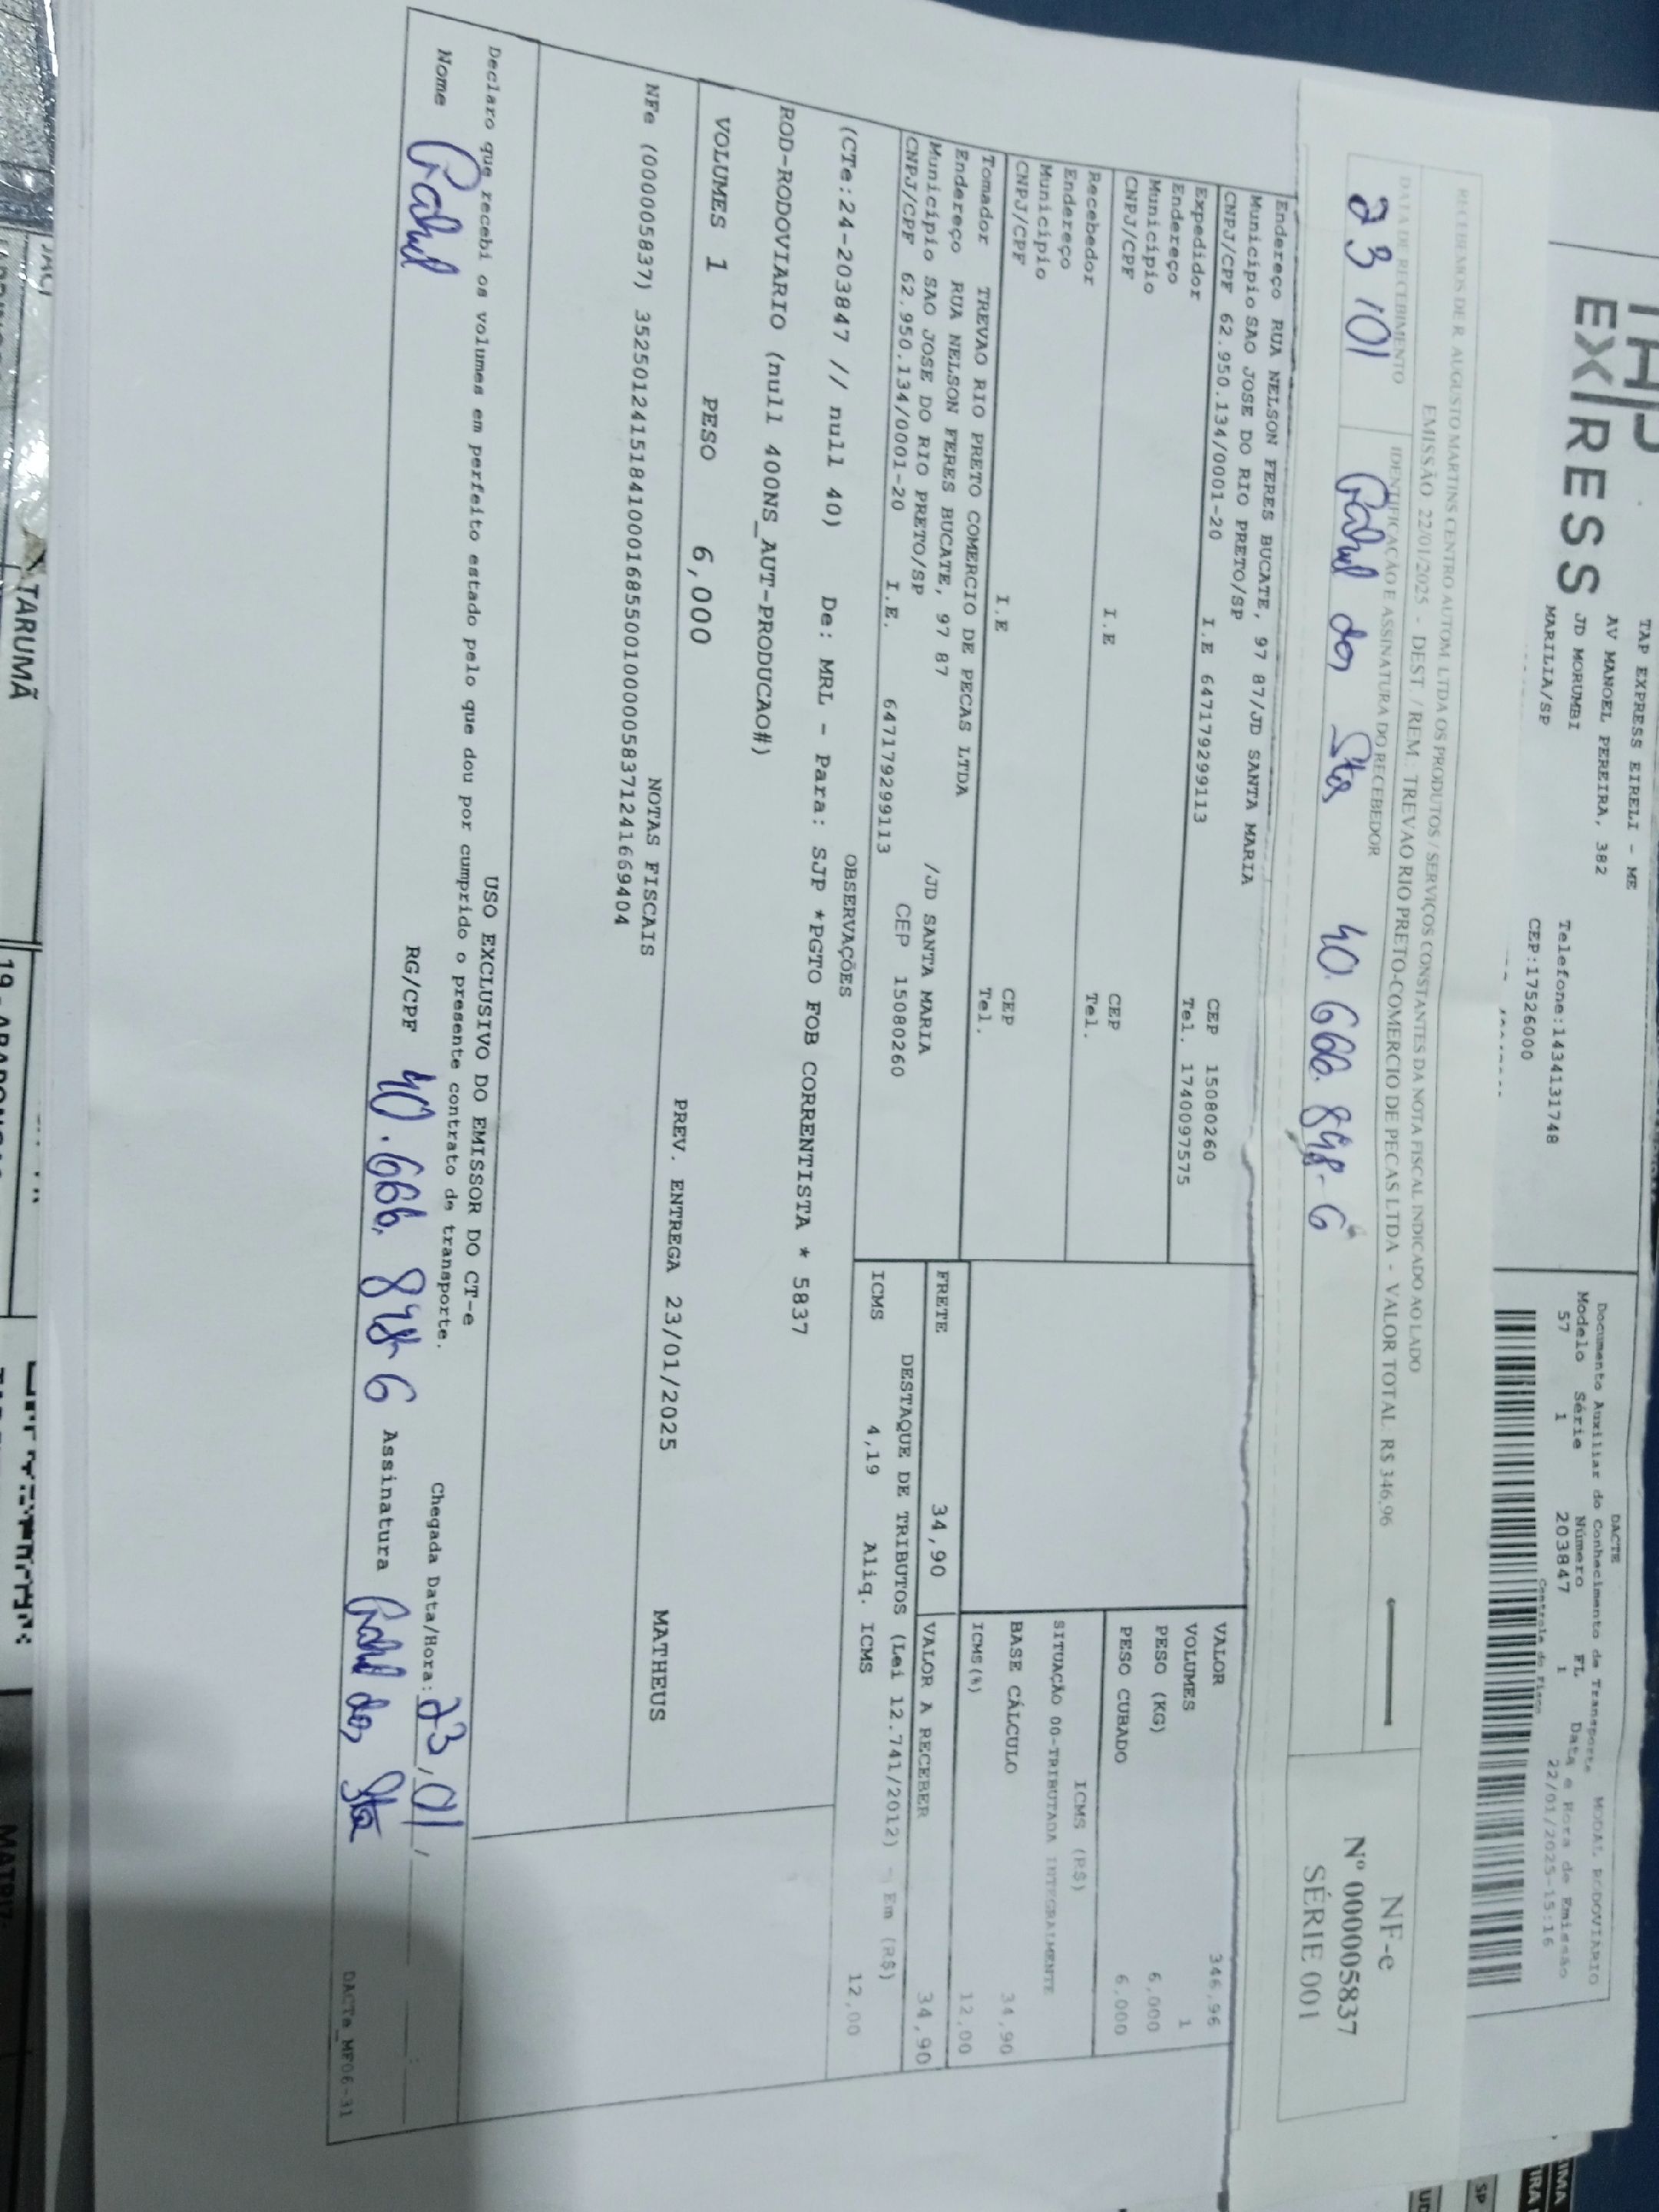 EXPRESS
TAP EXPRESS EIRELI - ME
AV MANOEL PEREIRA, 382
JD MORUMBI
MARILIA/SP
Telefone:1434131748
CEP:17526000
DACTE
Documento Auxiliar do Conhecimento de Transporte
MODAL RODOVIARIO
Modelo Série Número FL Data e Hora de Emissão
57 1 203847 1 22/01/2025-15:16
Controle do Fisco
RECEBEMOS DE R. AUGUSTO MARTINS CENTRO AUTOM. LTDA OS PRODUTOS / SERVIÇOS CONSTANTES DA NOTA FISCAL INDICADO AO LADO
EMISSÃO 22/01/2025 - DEST. / REM.: TREVAO RIO PRETO-COMERCIO DE PECAS LTDA - VALOR TOTAL R$ 346,96
DATA DE RECEBIMENTO
IDENTIFICAÇÃO E ASSINATURA DO RECEBEDOR
23 101
40.666.898-6
NF-e
Nº 000005837
SÉRIE 001
Endereço RUA NELSON FERES BUCATE, 97 87/JD SANTA MARIA
Municipio SAO JOSE DO RIO PRETO/SP CEP 15080260
CNPJ/CPF 62.950.134/0001-20 I.E 647179299113 Tel. 1740097575
Expedidor
Endereço
Municipio CEP
CNPJ/CPF I.E Tel.
Recebedor
Endereço
Municipio CEP
CNPJ/CPF I.E Tel.
Tomador TREVAO RIO PRETO COMERCIO DE PECAS LTDA
Endereço RUA NELSON FERES BUCATE, 97 87 /JD SANTA MARIA
Municipio SAO JOSE DO RIO PRETO/SP CEP 15080260
CNPJ/CPF 62.950.134/0001-20 I.E. 647179299113
VALOR 346,96
VOLUMES 1
PESO (KG) 6,000
PESO CUBADO 6,000
ICMS (R$)
SITUAÇÃO 00-TRIBUTADA INTEGRALMENTE
BASE CÁLCULO 34,90
ICMS(%) 12,00
FRETE 34,90 VALOR A RECEBER 34,90
DESTAQUE DE TRIBUTOS (Lei 12.741/2012) - Em (R$)
ICMS 4,19 Aliq. ICMS 12,00
OBSERVAÇÕES
(CTe:24-203847 // null 40) De: MRL - Para: SJP *PGTO FOB CORRENTISTA * 5837
ROD-RODOVIARIO (null 400NS_AUT-PRODUCAO#)
VOLUMES 1 PESO 6,000 PREV. ENTREGA 23/01/2025 MATHEUS
NOTAS FISCAIS
NFe (000005837) 35250124151841000168550010000058371241669404
USO EXCLUSIVO DO EMISSOR DO CT-e
Declaro que recebi os volumes em perfeito estado pelo que dou por cumprido o presente contrato de transporte.
Chegada Data/Hora: 23/01/
Nome RG/CPF 40.666.898-6 Assinatura
DACTe_MF06-31
TARUMÃ